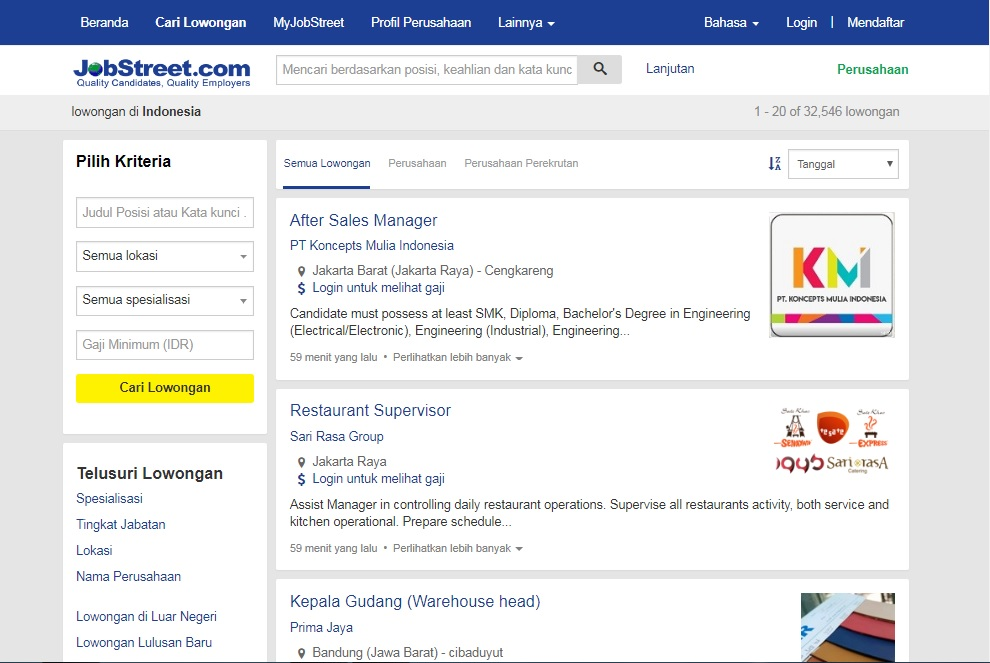 Beranda Cari Lowongan MyJobStreet Profil Perusahaan Lainnya Bahasa Login | Mendaftar
JobStreet.com
Quality Candidates, Quality Employers
Mencari berdasarkan posisi, keahlian dan kata kunc
Lanjutan
Perusahaan
lowongan di Indonesia
1 - 20 of 32,546 lowongan
Pilih Kriteria
Judul Posisi atau Kata kunci .
Semua lokasi
Semua spesialisasi
Gaji Minimum (IDR)
Cari Lowongan
Telusuri Lowongan
Spesialisasi
Tingkat Jabatan
Lokasi
Nama Perusahaan
Lowongan di Luar Negeri
Lowongan Lulusan Baru
Semua Lowongan Perusahaan Perusahaan Perekrutan
Tanggal
After Sales Manager
PT Koncepts Mulia Indonesia
Jakarta Barat (Jakarta Raya) - Cengkareng
$ Login untuk melihat gaji
Candidate must possess at least SMK, Diploma, Bachelor's Degree in Engineering
(Electrical/Electronic), Engineering (Industrial), Engineering...
59 menit yang lalu • Perlihatkan lebih banyak
KMI
PT. KONCEPTS MULIA INDONESIA
Restaurant Supervisor
Sari Rasa Group
Jakarta Raya
$ Login untuk melihat gaji
Assist Manager in controlling daily restaurant operations. Supervise all restaurants activity, both service and
kitchen operational. Prepare schedule...
59 menit yang lalu • Perlihatkan lebih banyak
Sate Khas
SENAYAN
Sate Khas
EXPRESS
Sarirasa
Catering
Kepala Gudang (Warehouse head)
Prima Jaya
Bandung (Jawa Barat) - cibaduyut